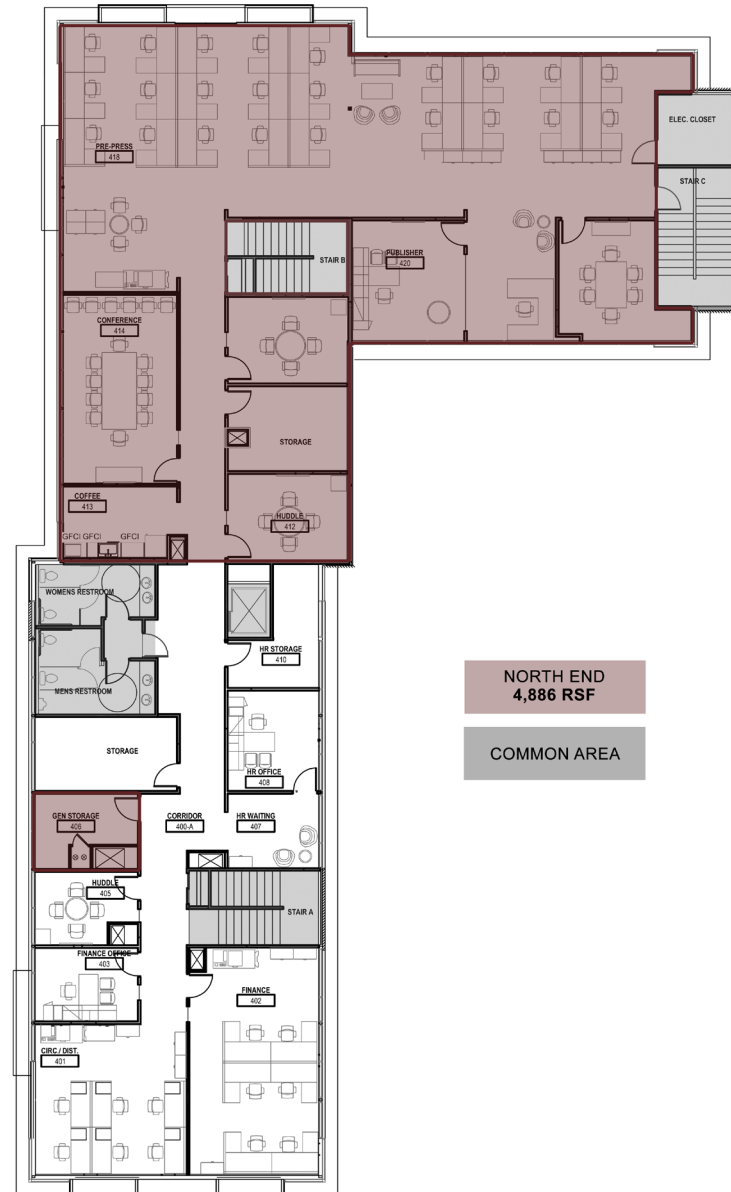 ELEC. CLOSET
PRE-PRESS
418
STAIR C
STAIR B
PUBLISHER
420
CONFERENCE
414
STORAGE
COFFEE
413
HUDDLE
412
GFCI GFCI GFCI
WOMENS RESTROOM
HR STORAGE
410
NORTH END
4,886 RSF
MENS RESTROOM
COMMON AREA
STORAGE
HR OFFICE
408
GEN STORAGE
406
CORRIDOR
400-A
HR WAITING
407
HUDDLE
405
STAIR A
FINANCE OFFICE
403
FINANCE
402
CIRC./ DIST.
401